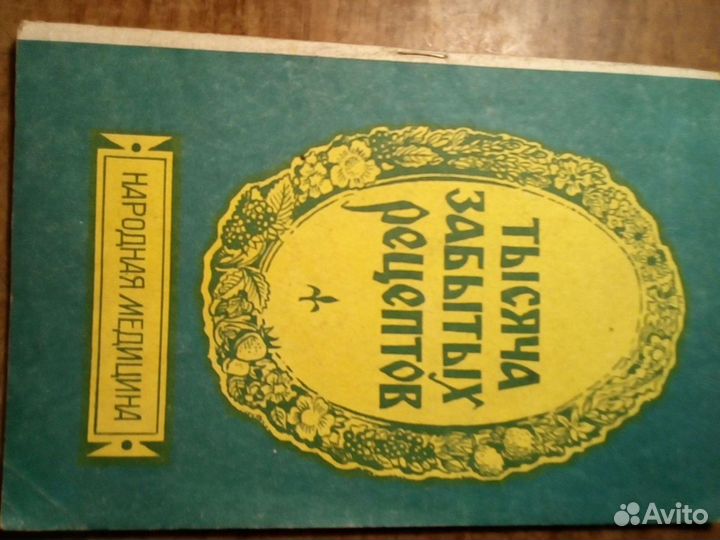 ТЫСЯЧА
ЗАБЫТЫХ
рецептов
НАРОДНАЯ МЕДИЦИНА
Avito